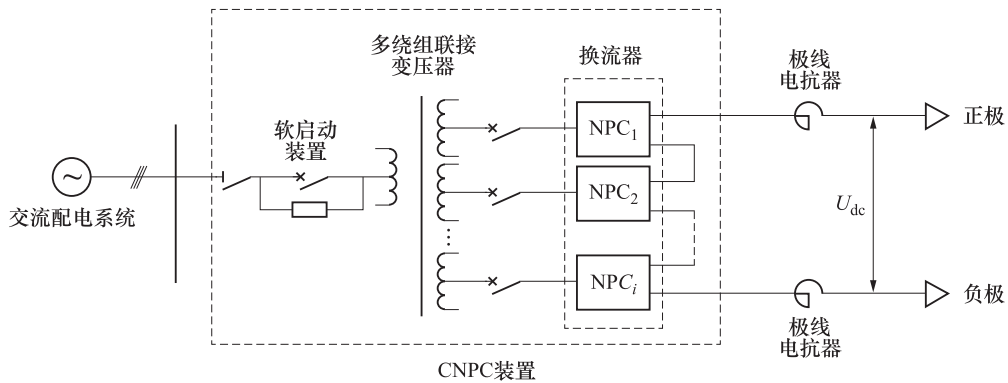 多绕组联接
变压器
换流器
极线
电抗器
软启动
装置
NPC₁
正极
~
NPC₂
交流配电系统
U_dc
NPC_i
负极
极线
电抗器
CNPC装置